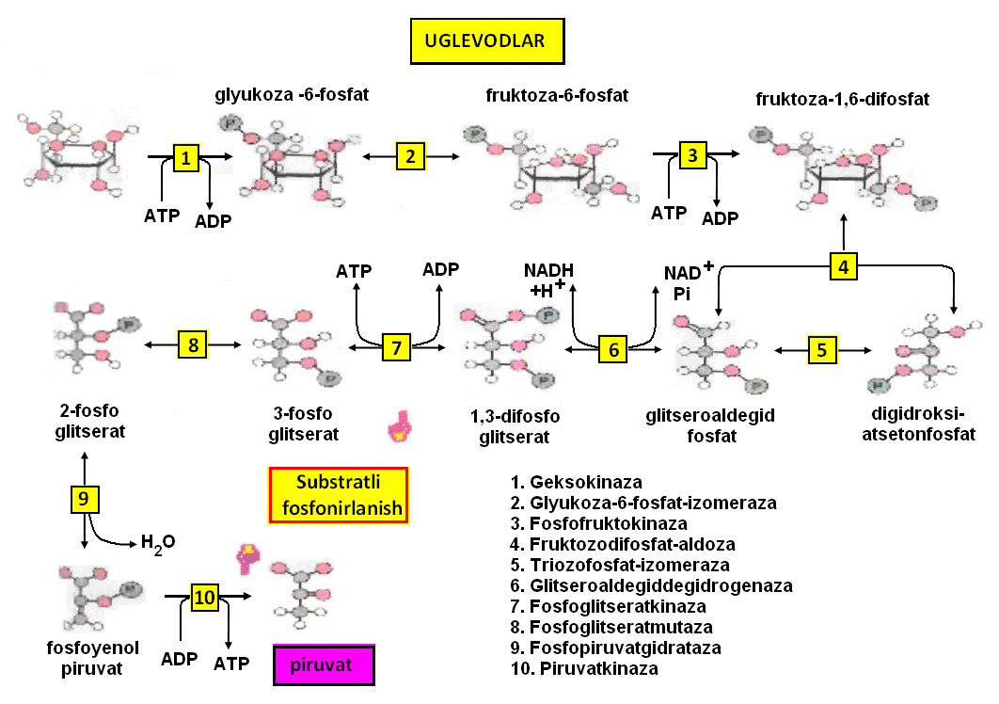 UGLEVODLAR
glyukoza -6-fosfat
fruktoza-6-fosfat
fruktoza-1,6-difosfat
P
P
P
P
1
2
3
ATP
ADP
ATP
ADP
4
ATP
ADP
NADH
+H+
NAD+
Pi
P
P
8
7
6
5
P
P
P
P
2-fosfo
glitserat
3-fosfo
glitserat
1,3-difosfo
glitserat
glitseroaldegid
fosfat
digidroksi-
atsetonfosfat
9
H2O
Substratli
fosfonirlanish
1. Geksokinaza
2. Glyukoza-6-fosfat-izomeraza
3. Fosfofruktokinaza
4. Fruktozodifosfat-aldoza
5. Triozofosfat-izomeraza
6. Glitseroaldegiddegidrogenaza
7. Fosfoglitseratkinaza
8. Fosfoglitseratmutaza
9. Fosfopiruvatgidrataza
10. Piruvatkinaza
10
fosfoyenol
piruvat
ADP
ATP
piruvat